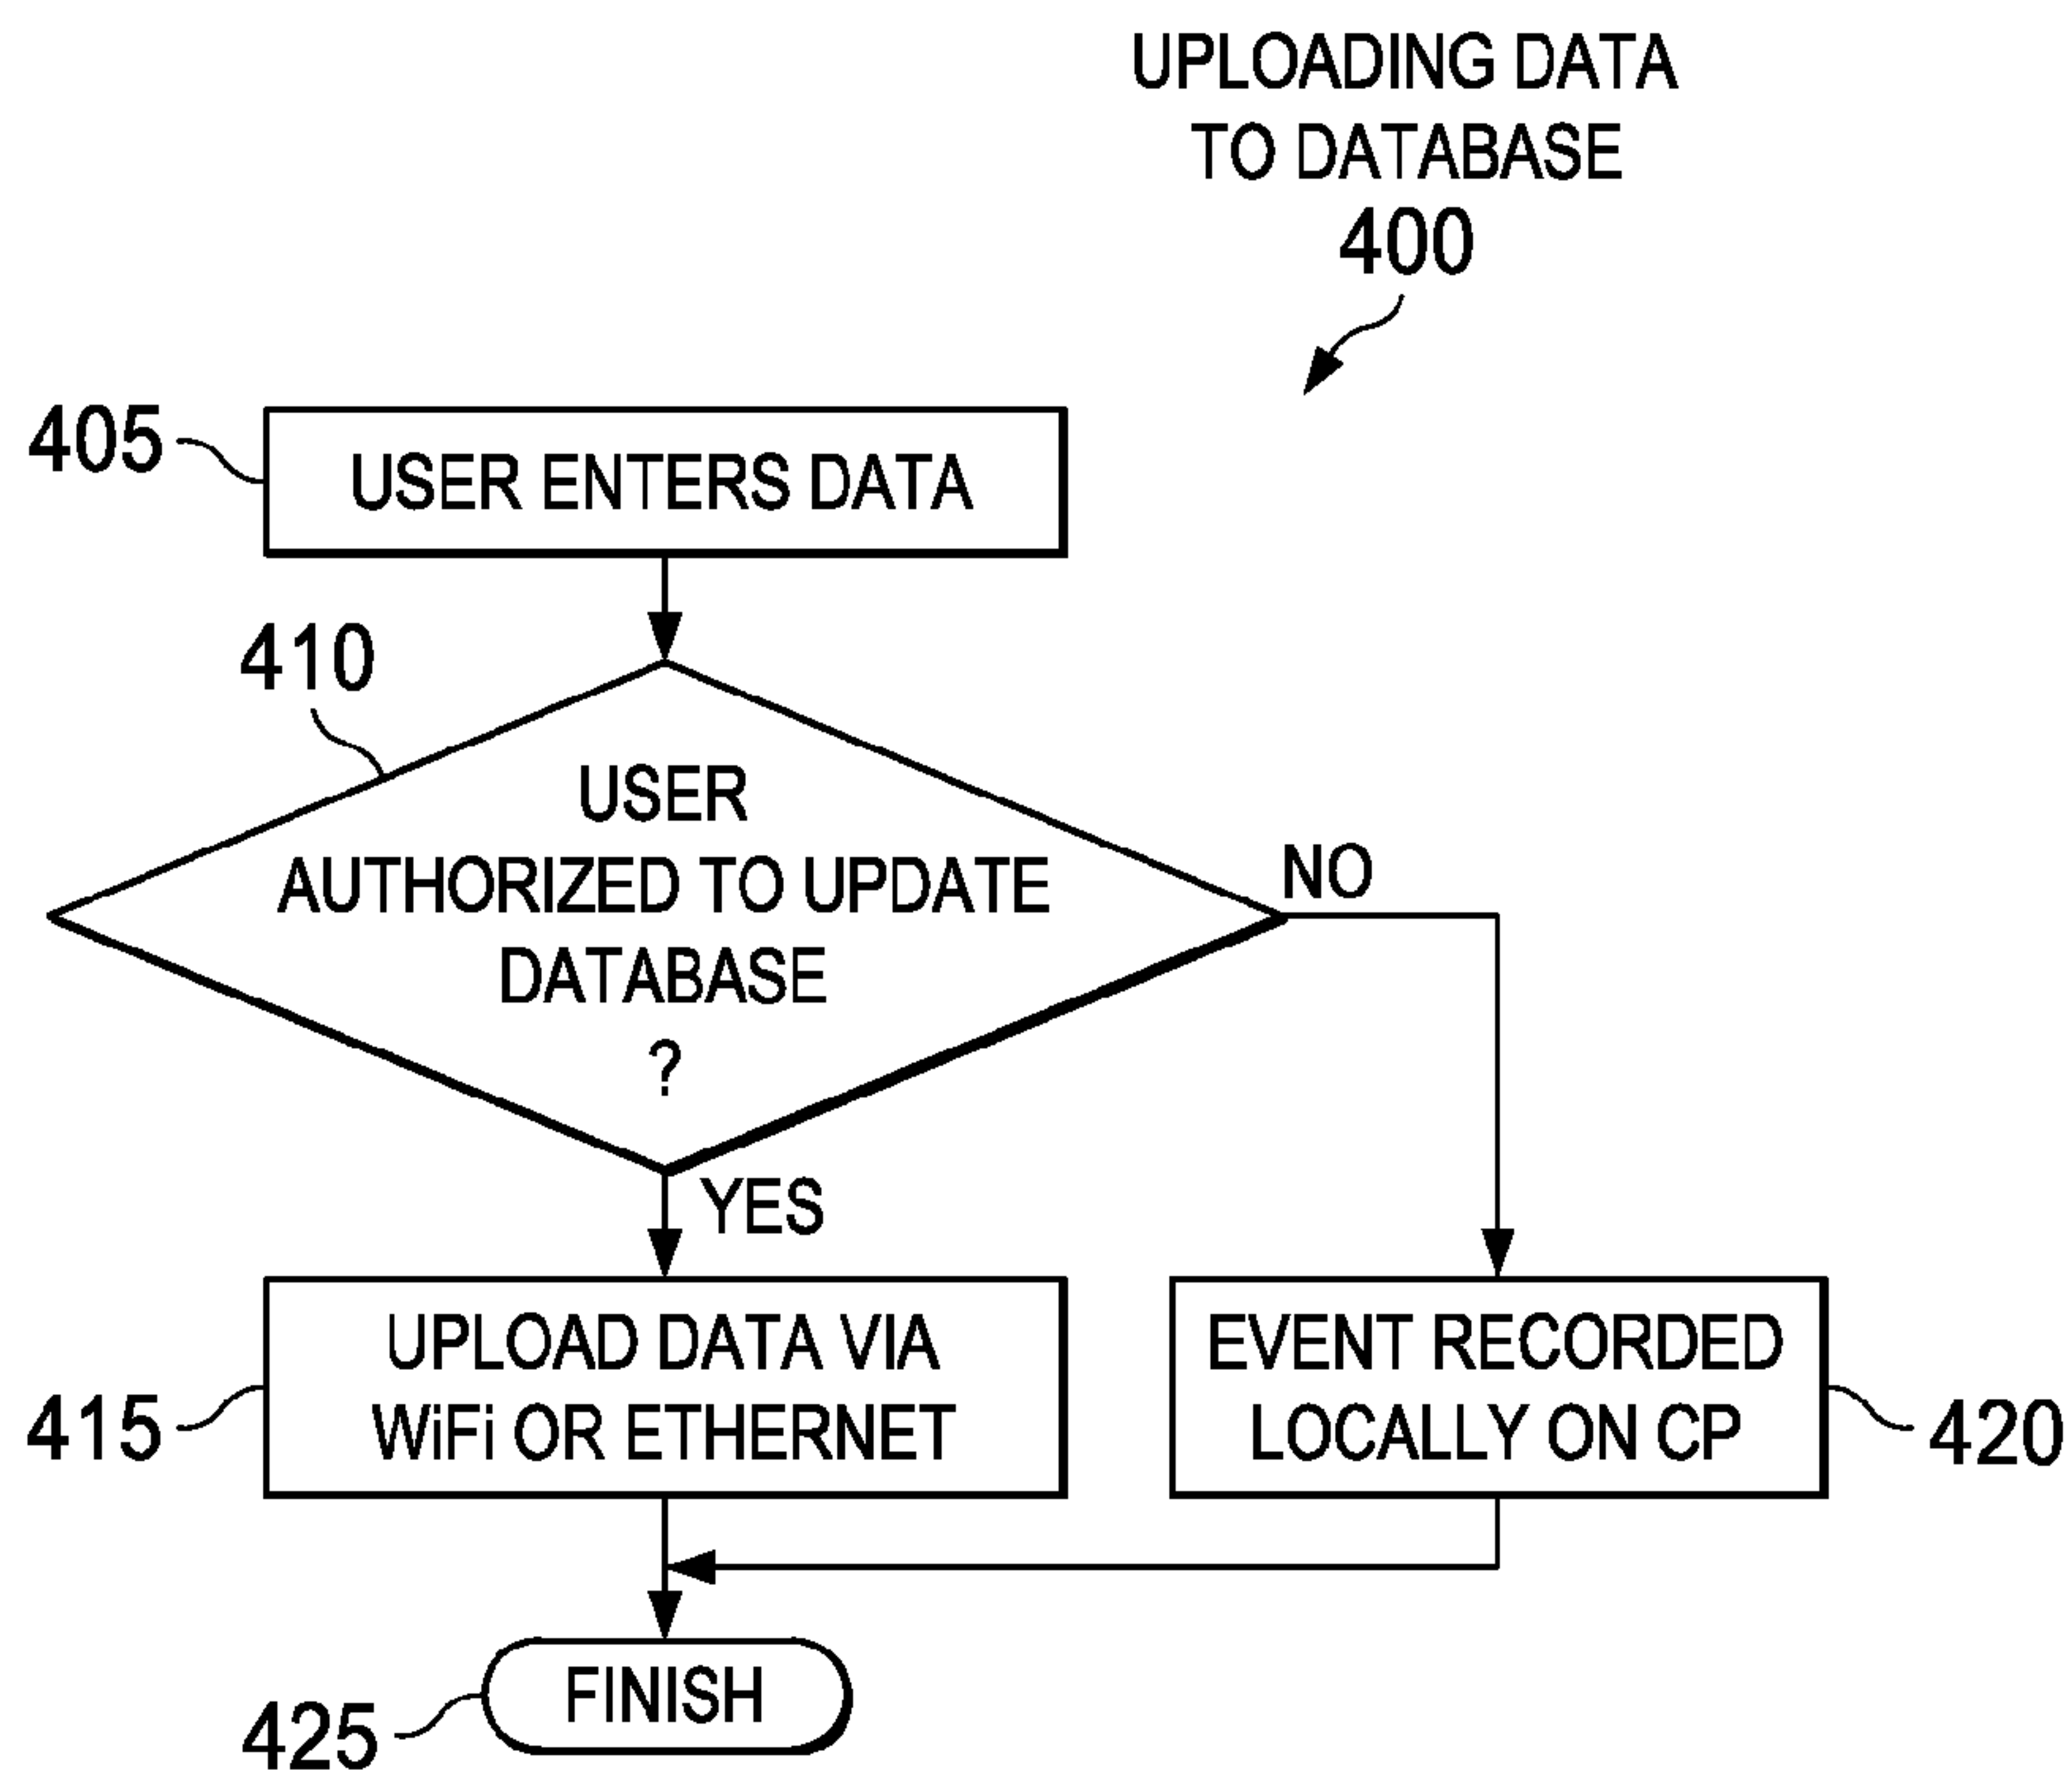 UPLOADING DATA
TO DATABASE
400
405
USER ENTERS DATA
410
USER
AUTHORIZED TO UPDATE
DATABASE
?
NO
YES
UPLOAD DATA VIA
WiFi OR ETHERNET
415
EVENT RECORDED
LOCALLY ON CP
420
FINISH
425